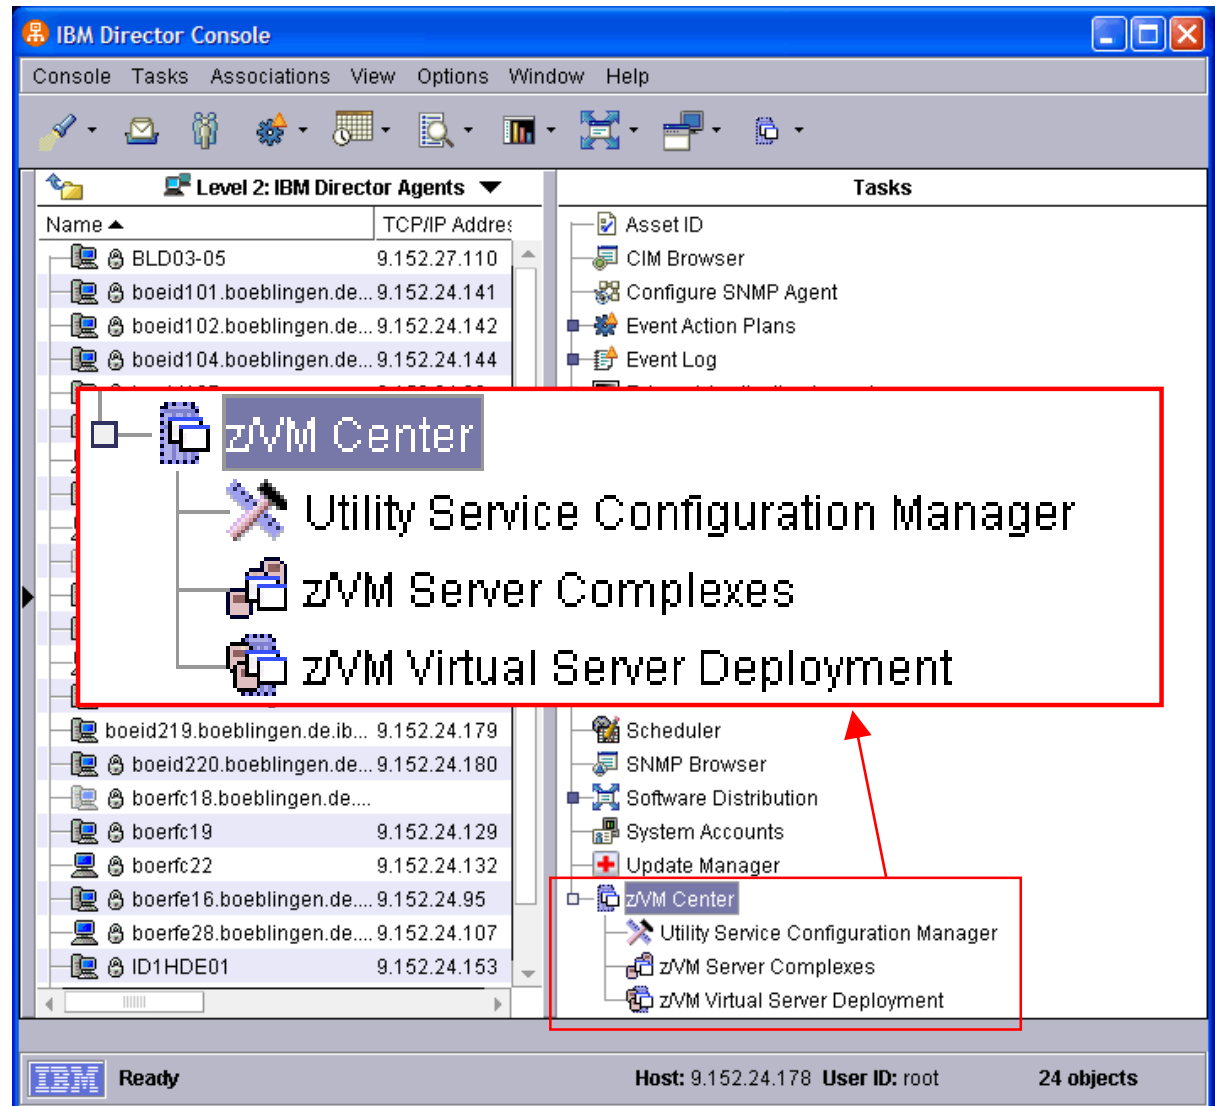 IBM Director Console
Console Tasks Associations View Options Window Help
Level 2: IBM Director Agents
Name TCP/IP Addres
BLD03-05 9.152.27.110
boeid101.boeblingen.de... 9.152.24.141
boeid102.boeblingen.de... 9.152.24.142
boeid104.boeblingen.de... 9.152.24.144
boeid219.boeblingen.de.ib... 9.152.24.179
boeid220.boeblingen.de... 9.152.24.180
boerfc18.boeblingen.de....
boerfc19 9.152.24.129
boerfc22 9.152.24.132
boerfe16.boeblingen.de.... 9.152.24.95
boerfe28.boeblingen.de.... 9.152.24.107
ID1HDE01 9.152.24.153
Tasks
Asset ID
CIM Browser
Configure SNMP Agent
Event Action Plans
Event Log
z/VM Center
Utility Service Configuration Manager
z/VM Server Complexes
z/VM Virtual Server Deployment
Scheduler
SNMP Browser
Software Distribution
System Accounts
Update Manager
z/VM Center
Utility Service Configuration Manager
z/VM Server Complexes
z/VM Virtual Server Deployment
IBM Ready Host: 9.152.24.178 User ID: root 24 objects